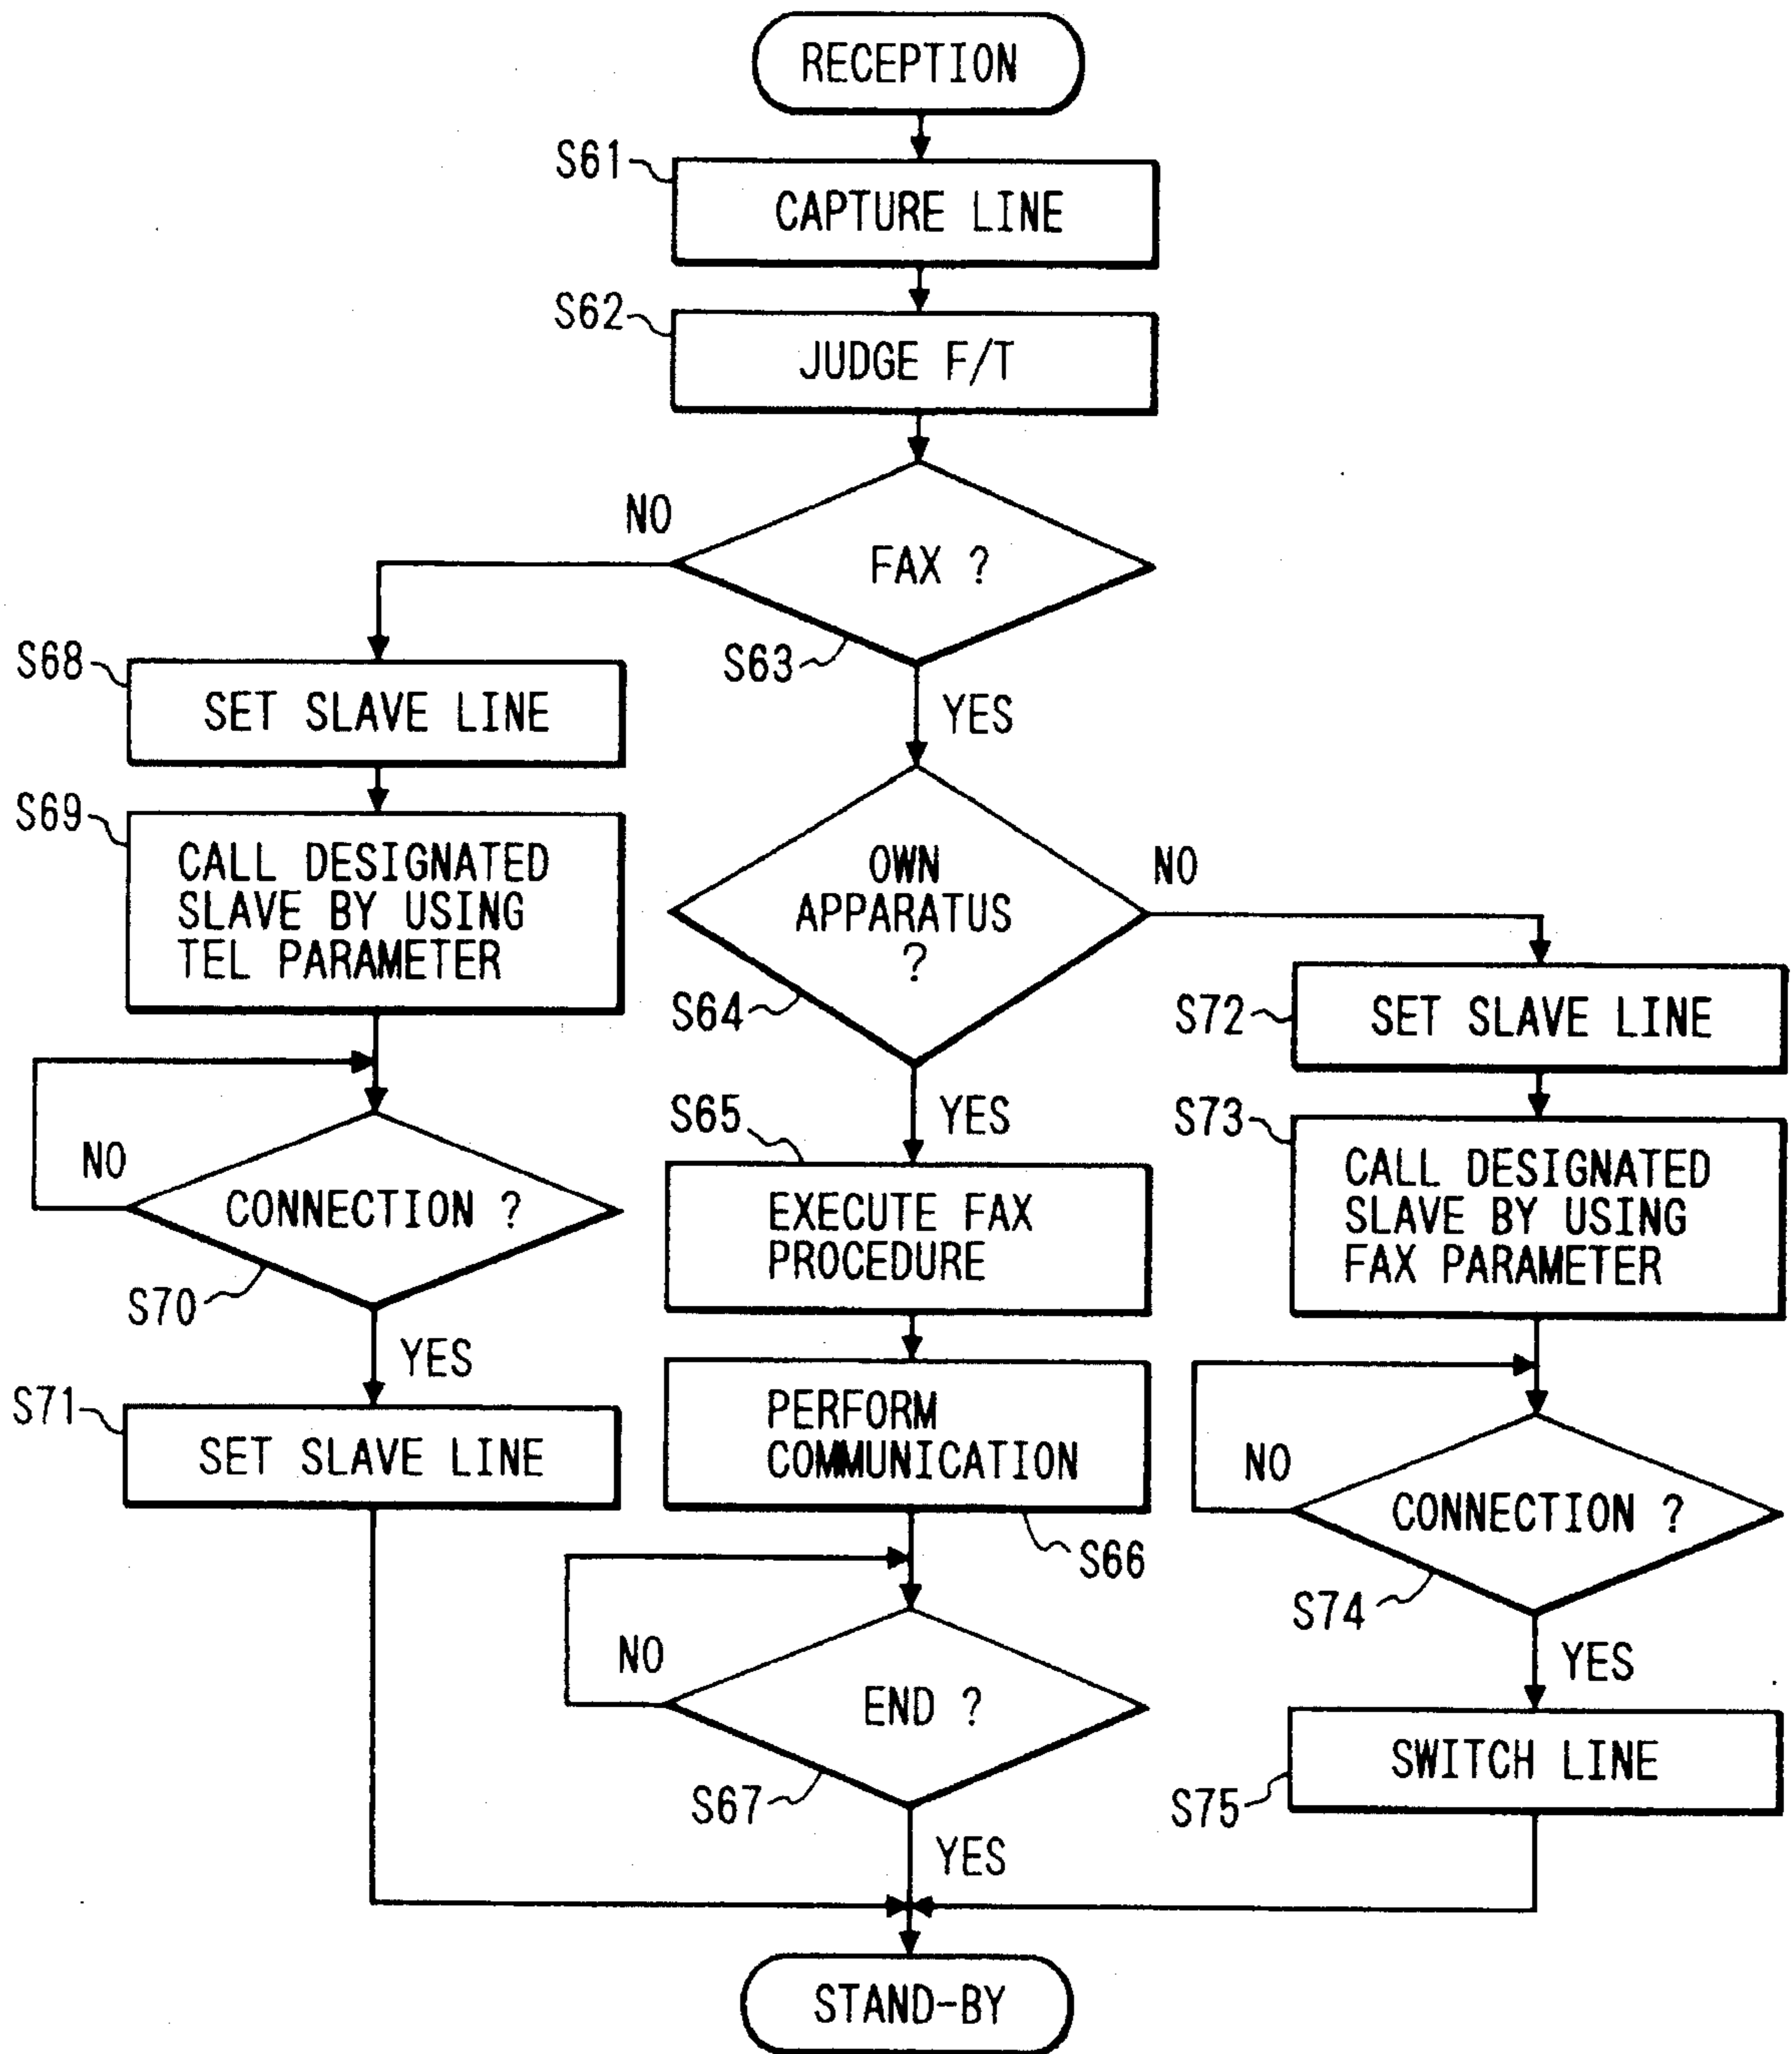 RECEPTION
S61
CAPTURE LINE
S62
JUDGE F/T
NO
FAX ?
S63
YES
S68
SET SLAVE LINE
S69
CALL DESIGNATED
SLAVE BY USING
TEL PARAMETER
NO
CONNECTION ?
S70
YES
S71
SET SLAVE LINE
OWN
APPARATUS
?
NO
S64
YES
S65
EXECUTE FAX
PROCEDURE
PERFORM
COMMUNICATION
S66
NO
END ?
S67
YES
S72
SET SLAVE LINE
S73
CALL DESIGNATED
SLAVE BY USING
FAX PARAMETER
NO
CONNECTION ?
S74
YES
SWITCH LINE
S75
STAND-BY